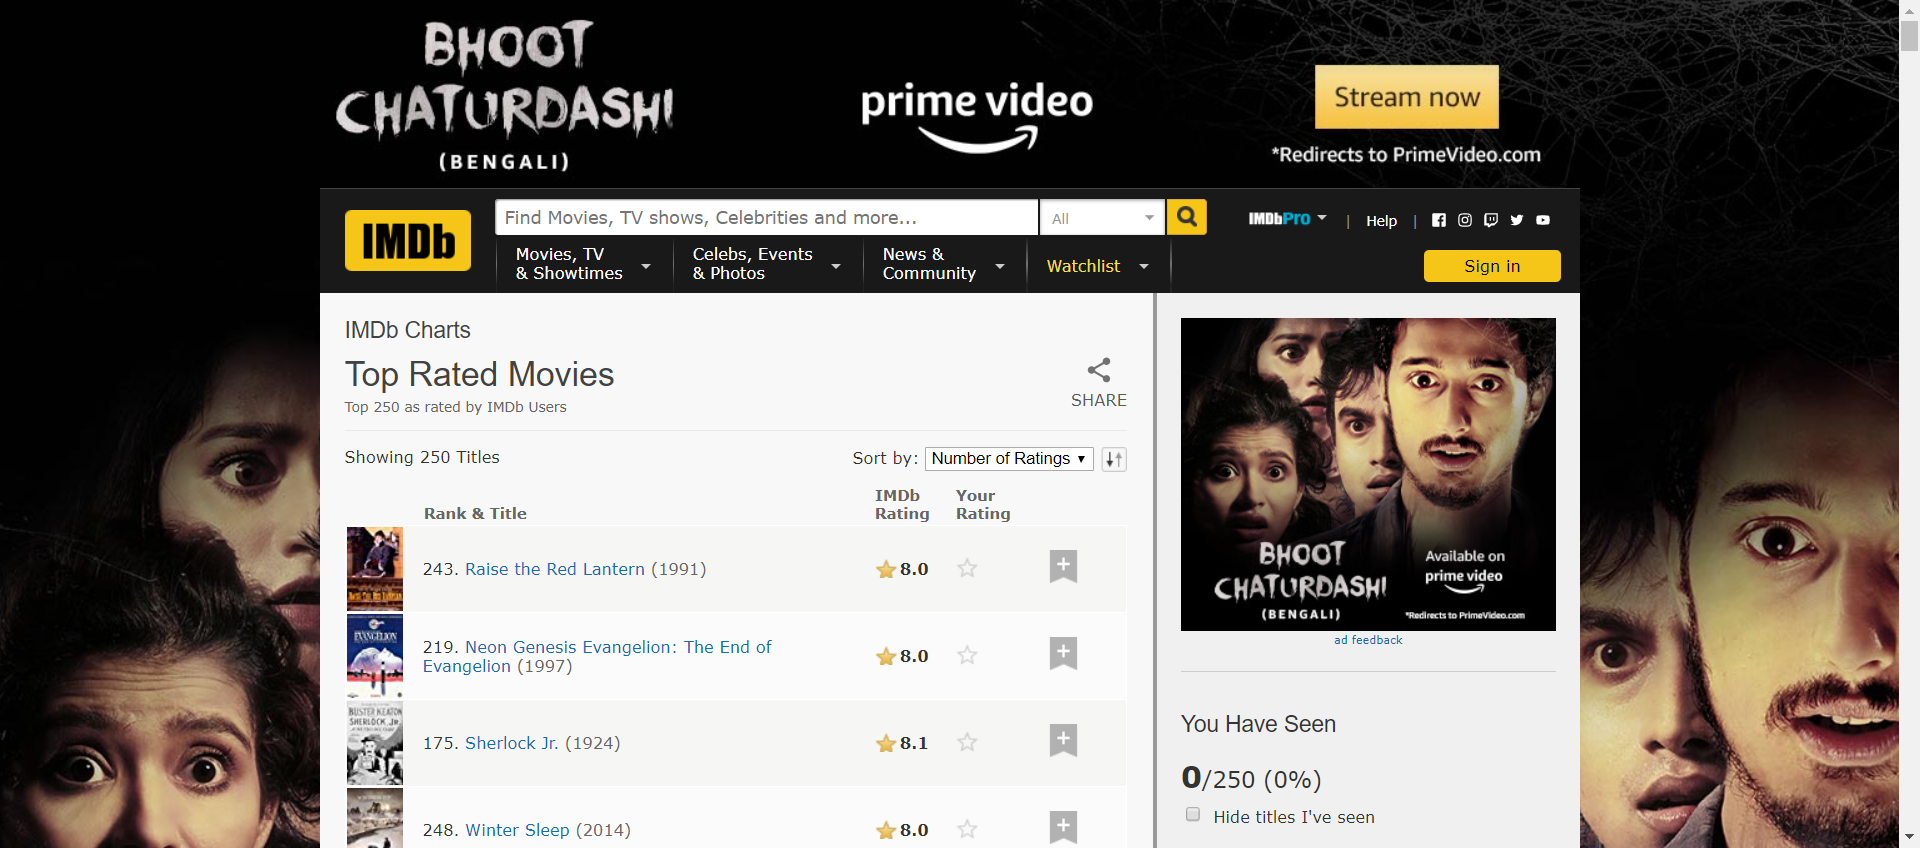 BHOOT
CHATURDASHI
(BENGALI)
prime video
Stream now
*Redirects to PrimeVideo.com
IMDb
Find Movies, TV shows, Celebrities and more...
All
IMDbPro
|
Help
|
Movies, TV
& Showtimes
Celebs, Events
& Photos
News &
Community
Watchlist
Sign in
IMDb Charts
Top Rated Movies
Top 250 as rated by IMDb Users
SHARE
Showing 250 Titles
Sort by: Number of Ratings
Rank & Title
IMDb
Rating
Your
Rating
243. Raise the Red Lantern (1991)
8.0
EVANGELION
219. Neon Genesis Evangelion: The End of
Evangelion (1997)
8.0
BUSTER KEATON
SHERLOCK JR.
175. Sherlock Jr. (1924)
8.1
248. Winter Sleep (2014)
8.0
BHOOT
CHATURDASHI
(BENGALI)
Available on
prime video
*Redirects to PrimeVideo.com
ad feedback
You Have Seen
0/250 (0%)
Hide titles I've seen